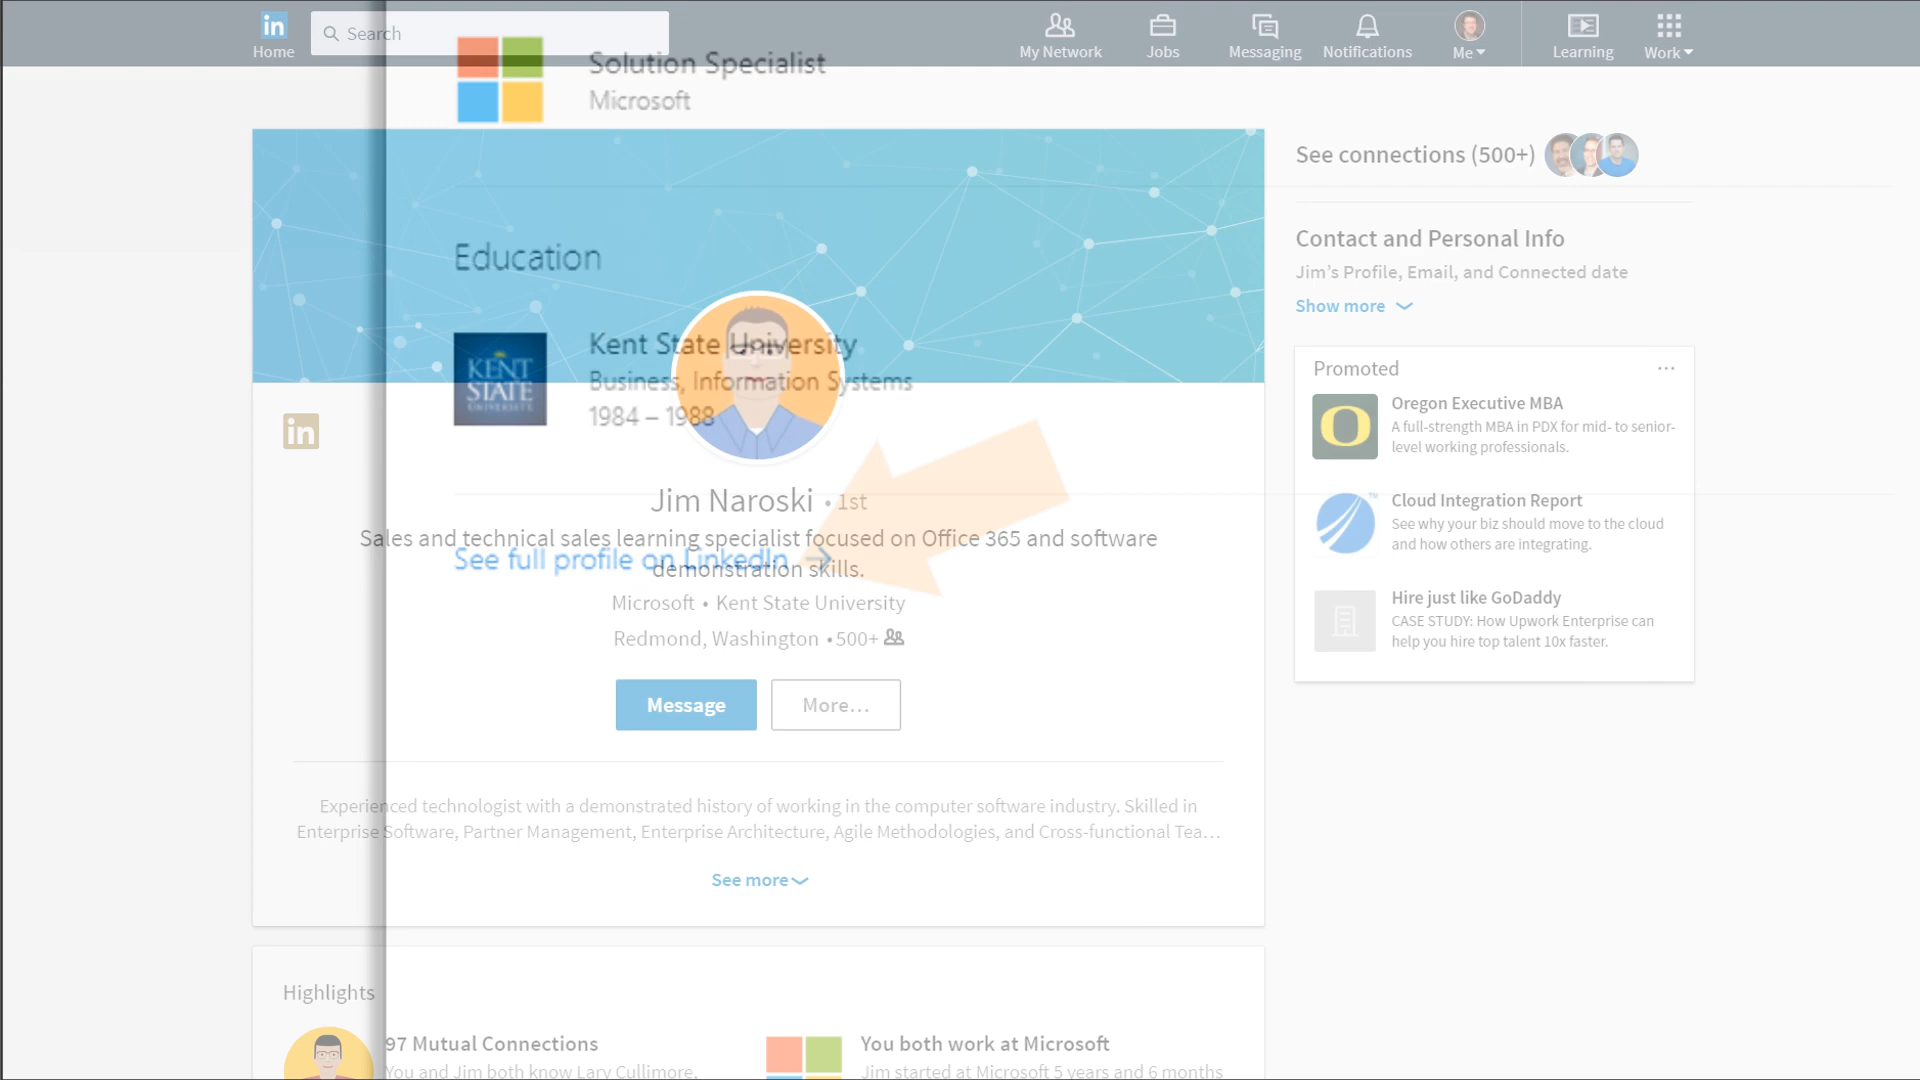 in
Search
Home
My Network
Jobs
Messaging
Notifications
Me
Learning
Work
Solution Specialist
Microsoft
See connections (500+)
Contact and Personal Info
Jim's Profile, Email, and Connected date
Show more
Education
KENT
STATE
UNIVERSITY
Kent State University
Business, Information Systems
1984 – 1988
in
Jim Naroski • 1st
Sales and technical sales learning specialist focused on Office 365 and software
demonstration skills.
See full profile on LinkedIn →
Microsoft • Kent State University
Redmond, Washington • 500+
Message
More...
Experienced technologist with a demonstrated history of working in the computer software industry. Skilled in
Enterprise Software, Partner Management, Enterprise Architecture, Agile Methodologies, and Cross-functional Tea...
See more
Promoted
...
Oregon Executive MBA
A full-strength MBA in PDX for mid- to senior-
level working professionals.
TM
Cloud Integration Report
See why your biz should move to the cloud
and how others are integrating.
Hire just like GoDaddy
CASE STUDY: How Upwork Enterprise can
help you hire top talent 10x faster.
Highlights
97 Mutual Connections
You and Jim both know Lary Cullimore,
You both work at Microsoft
Jim started at Microsoft 5 years and 6 months